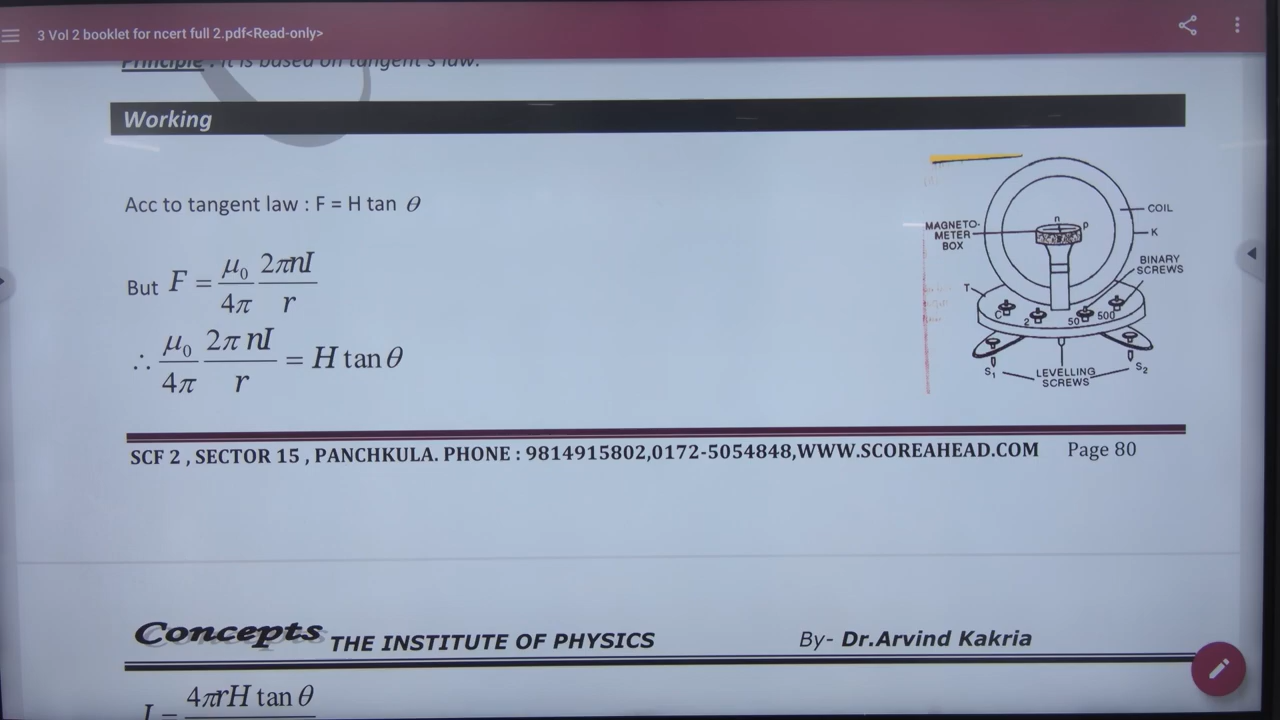 3 Vol 2 booklet for ncert full 2.pdf<Read-only>
Principle : It is based on tangent's law.
Working
Acc to tangent law : F = H tan θ
But F = μ₀/4π 2πnI/r
∴ μ₀/4π 2π nI/r = H tan θ
MAGNETO-
METER
BOX
n
p
COIL
K
BINARY
SCREWS
T
C
2
50
500
S₁
LEVELLING
SCREWS
S₂
SCF 2 , SECTOR 15 , PANCHKULA. PHONE : 9814915802,0172-5054848,WWW.SCOREAHEAD.COM Page 80
Concepts THE INSTITUTE OF PHYSICS By- Dr.Arvind Kakria
I = 4πrH tan θ